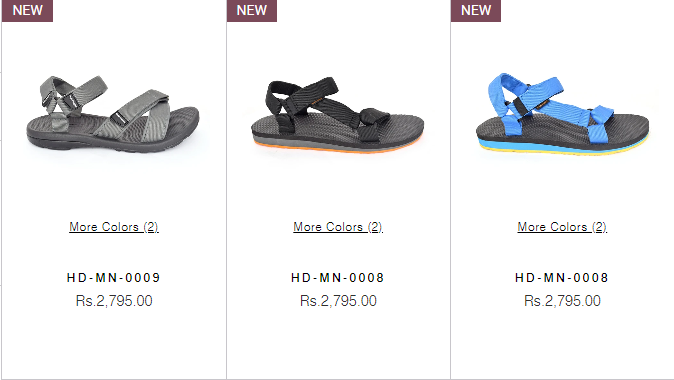 NEW
NEW
NEW
More Colors (2)
More Colors (2)
More Colors (2)
HD-MN-0009
HD-MN-0008
HD-MN-0008
Rs.2,795.00
Rs.2,795.00
Rs.2,795.00